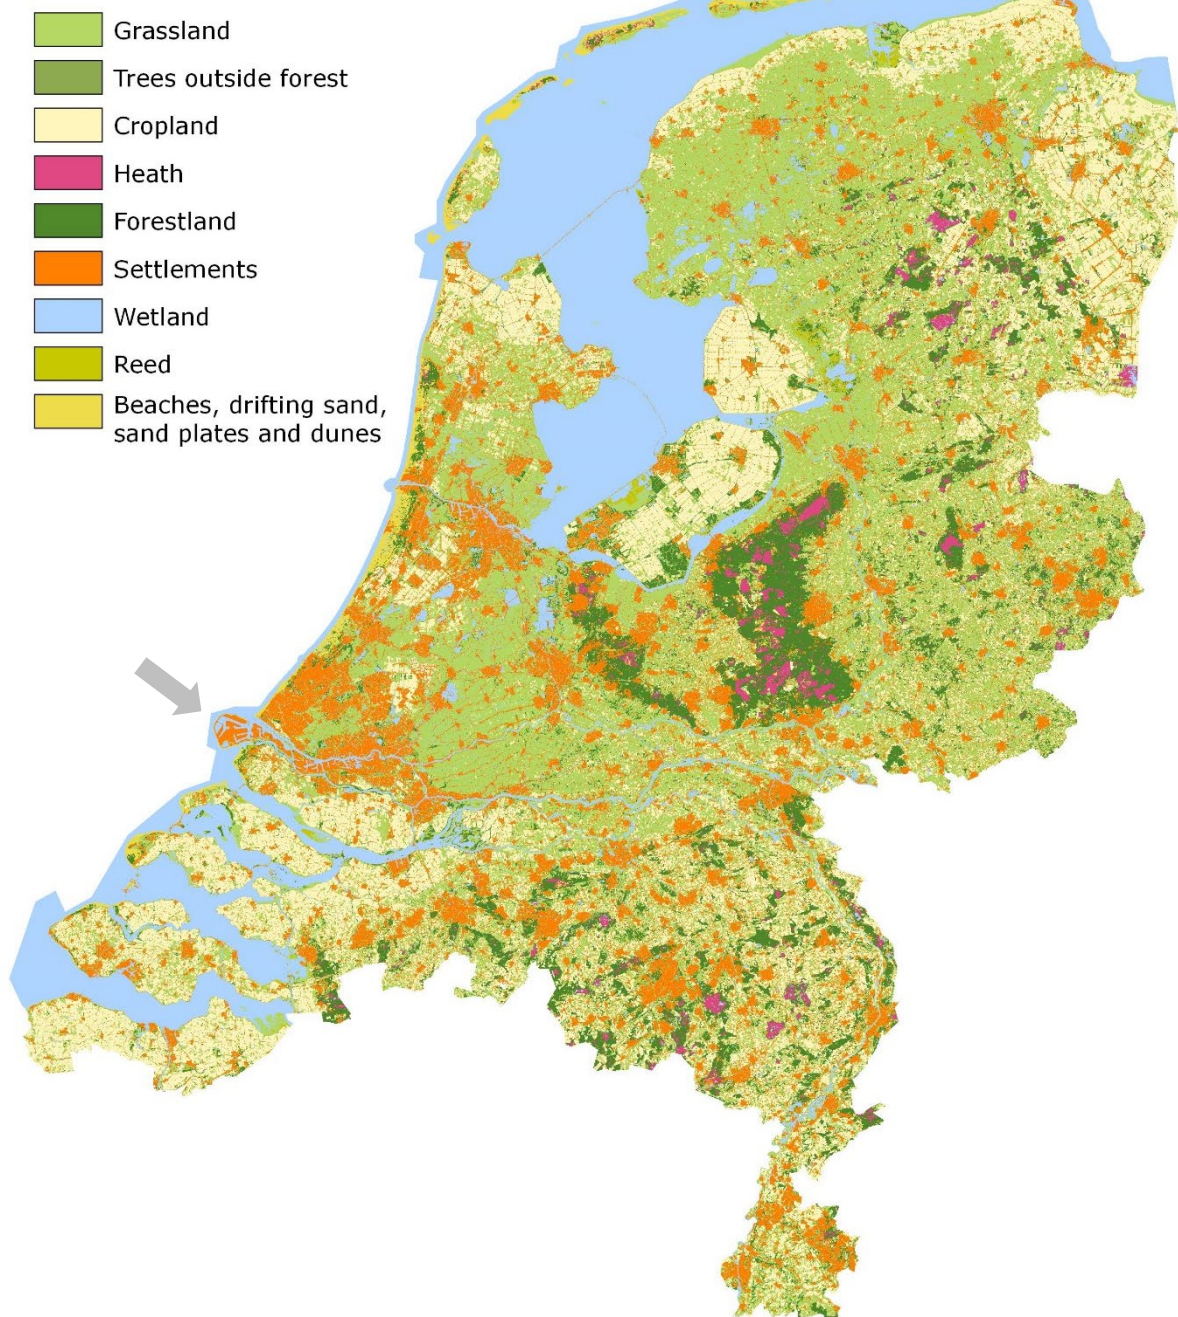 Grassland
Trees outside forest
Cropland
Heath
Forestland
Settlements
Wetland
Reed
Beaches, drifting sand,
sand plates and dunes